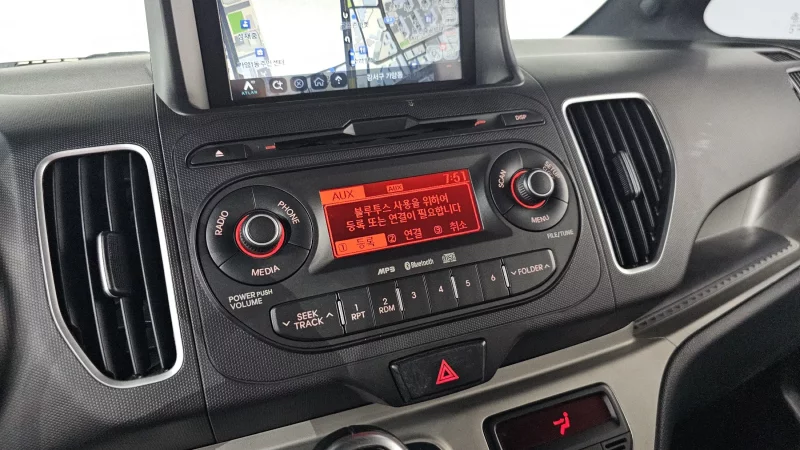 ATLAN
강서구 가양동
DISP
AUX
AUX
7:51
블루투스 사용을 위하여
등록 또는 연결이 필요합니다
① 등록 ② 연결 ③ 취소
RADIO
PHONE
MEDIA
POWER PUSH
VOLUME
SCAN
SETUP
MENU
FILE/TUNE
MP3
Bluetooth
SEEK
TRACK
1
RPT
2
RDM
3
4
5
6
FOLDER